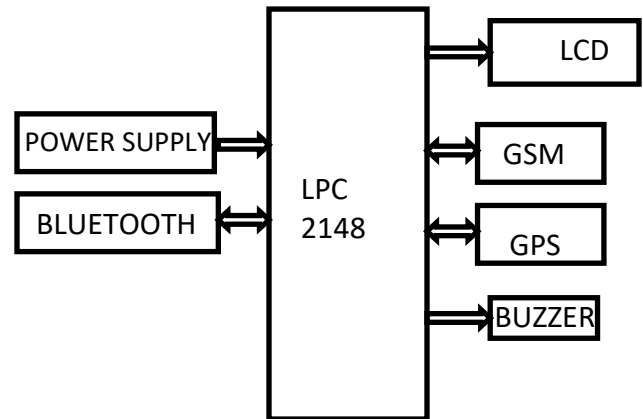 LCD
POWER SUPPLY
GSM
LPC
2148
BLUETOOTH
GPS
BUZZER